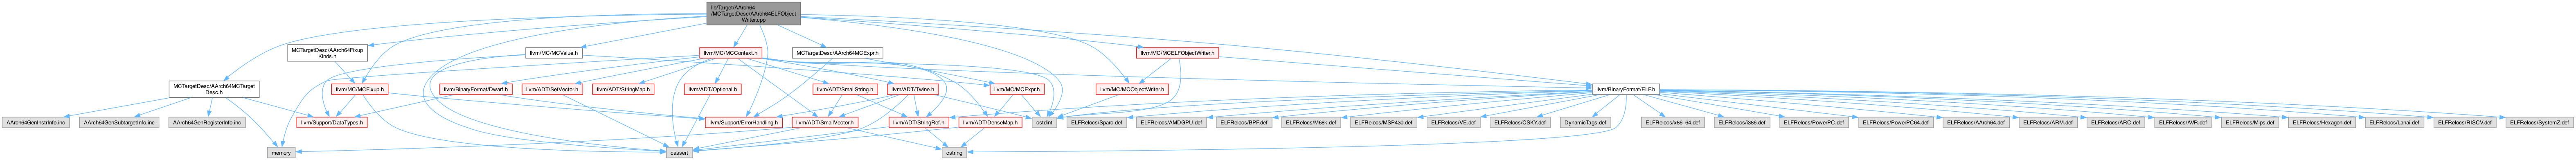 lib/Target/AArch64
/MCTargetDesc/AArch64ELFObject
Writer.cpp
MCTargetDesc/AArch64Fixup
Kinds.h
llvm/MC/MCValue.h
llvm/MC/MCContext.h
MCTargetDesc/AArch64MCExpr.h
llvm/MC/MCELFObjectWriter.h
MCTargetDesc/AArch64MCTarget
Desc.h
llvm/MC/MCFixup.h
llvm/BinaryFormat/Dwarf.h
llvm/ADT/SetVector.h
llvm/ADT/StringMap.h
llvm/ADT/Optional.h
llvm/ADT/SmallString.h
llvm/ADT/Twine.h
llvm/MC/MCExpr.h
llvm/MC/MCObjectWriter.h
llvm/BinaryFormat/ELF.h
AArch64GenInstrInfo.inc
AArch64GenSubtargetInfo.inc
AArch64GenRegisterInfo.inc
llvm/Support/DataTypes.h
llvm/Support/ErrorHandling.h
llvm/ADT/SmallVector.h
llvm/ADT/StringRef.h
llvm/ADT/DenseMap.h
cstdint
ELFRelocs/Sparc.def
ELFRelocs/AMDGPU.def
ELFRelocs/BPF.def
ELFRelocs/M68k.def
ELFRelocs/MSP430.def
ELFRelocs/VE.def
ELFRelocs/CSKY.def
DynamicTags.def
ELFRelocs/x86_64.def
ELFRelocs/i386.def
ELFRelocs/PowerPC.def
ELFRelocs/PowerPC64.def
ELFRelocs/AArch64.def
ELFRelocs/ARM.def
ELFRelocs/ARC.def
ELFRelocs/AVR.def
ELFRelocs/Mips.def
ELFRelocs/Hexagon.def
ELFRelocs/Lanai.def
ELFRelocs/RISCV.def
ELFRelocs/SystemZ.def
memory
cassert
cstring